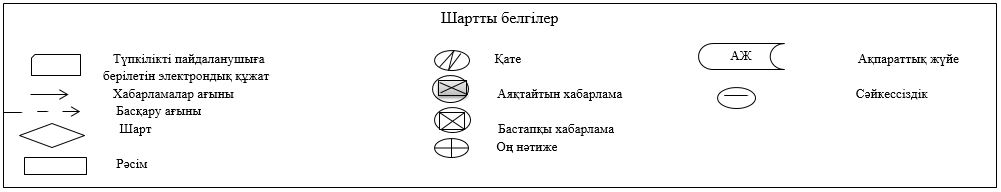 Шартты белгілер
Түпкілікті пайдаланушыға
берілетін электрондық құжат
Хабарламалар ағыны
Басқару ағыны
Шарт
Рәсім
Қате
Аяқтайтын хабарлама
Бастапқы хабарлама
Оң нәтиже
АЖ
Ақпараттық жүйе
Сәйкессіздік